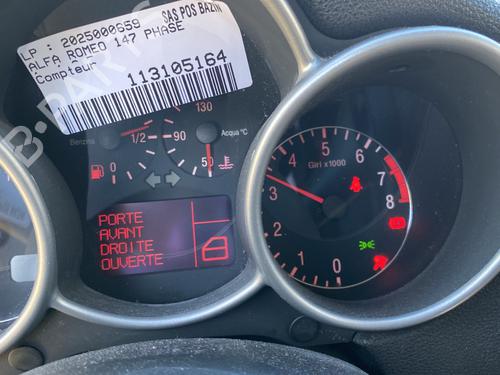 LP : 2025000659
SAS POS BAZIN
ALFA ROMEO 147 PHASE
Compteur
113105164
130
Benzina
1/2
90
Acqua °C
0
50
PORTE
AVANT
DROITE
OUVERTE
Giri x1000
0
1
2
3
4
5
6
7
8